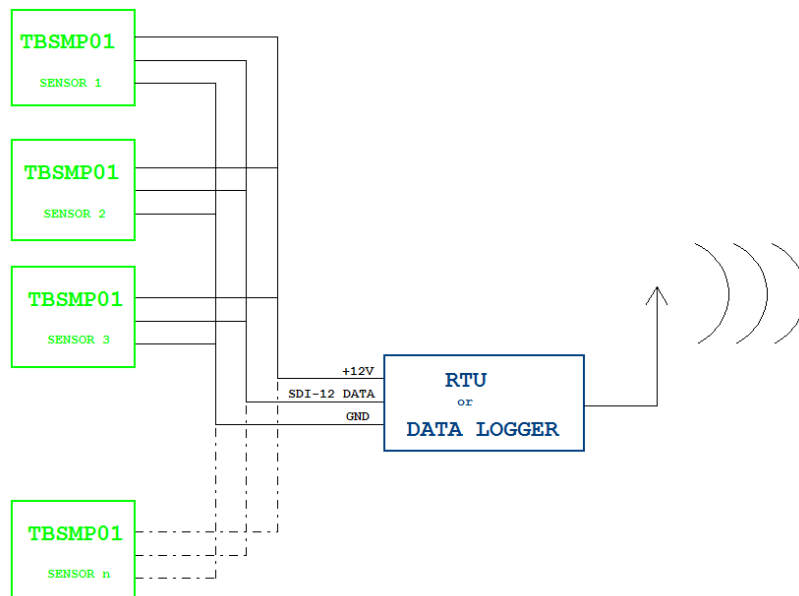 TBSMP01
SENSOR 1
TBSMP01
SENSOR 2
TBSMP01
SENSOR 3
+12V
SDI-12 DATA
GND
RTU
or
DATA LOGGER
TBSMP01
SENSOR n